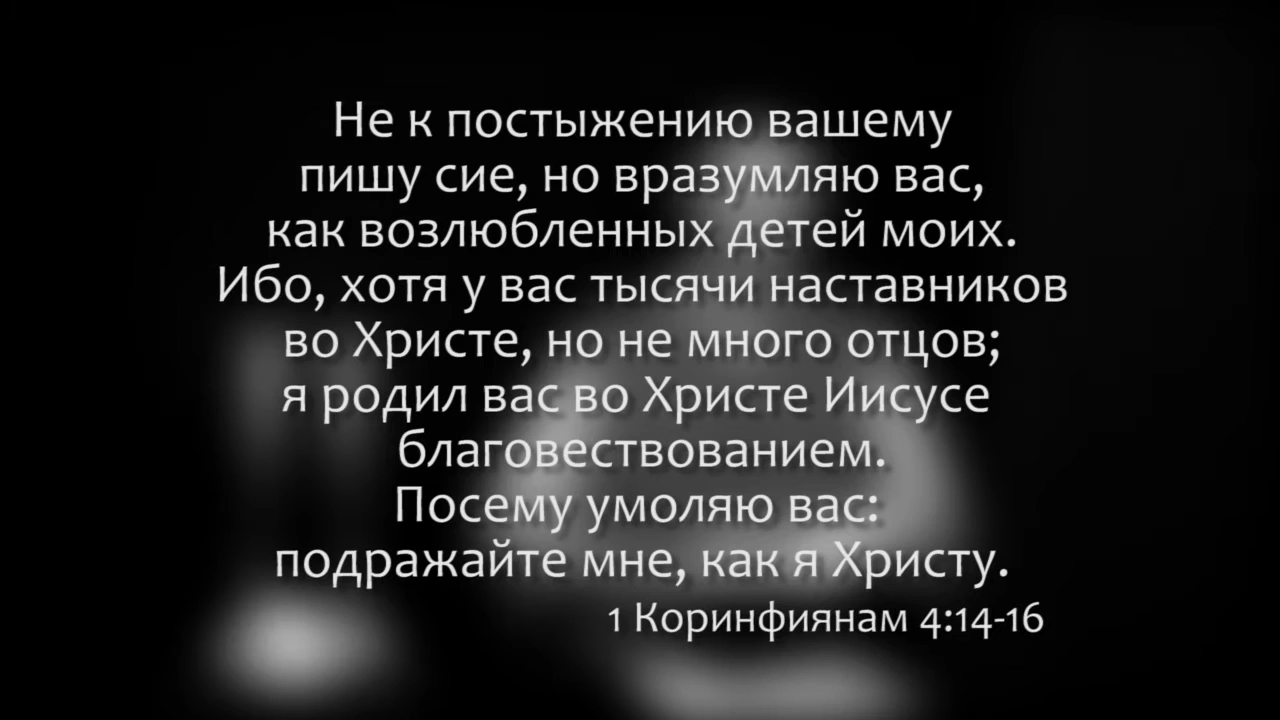 Не к постыжению вашему
пишу сие, но вразумляю вас,
как возлюбленных детей моих.
Ибо, хотя у вас тысячи наставников
во Христе, но не много отцов;
я родил вас во Христе Иисусе
благовествованием.
Посему умоляю вас:
подражайте мне, как я Христу.
1 Коринфиянам 4:14-16